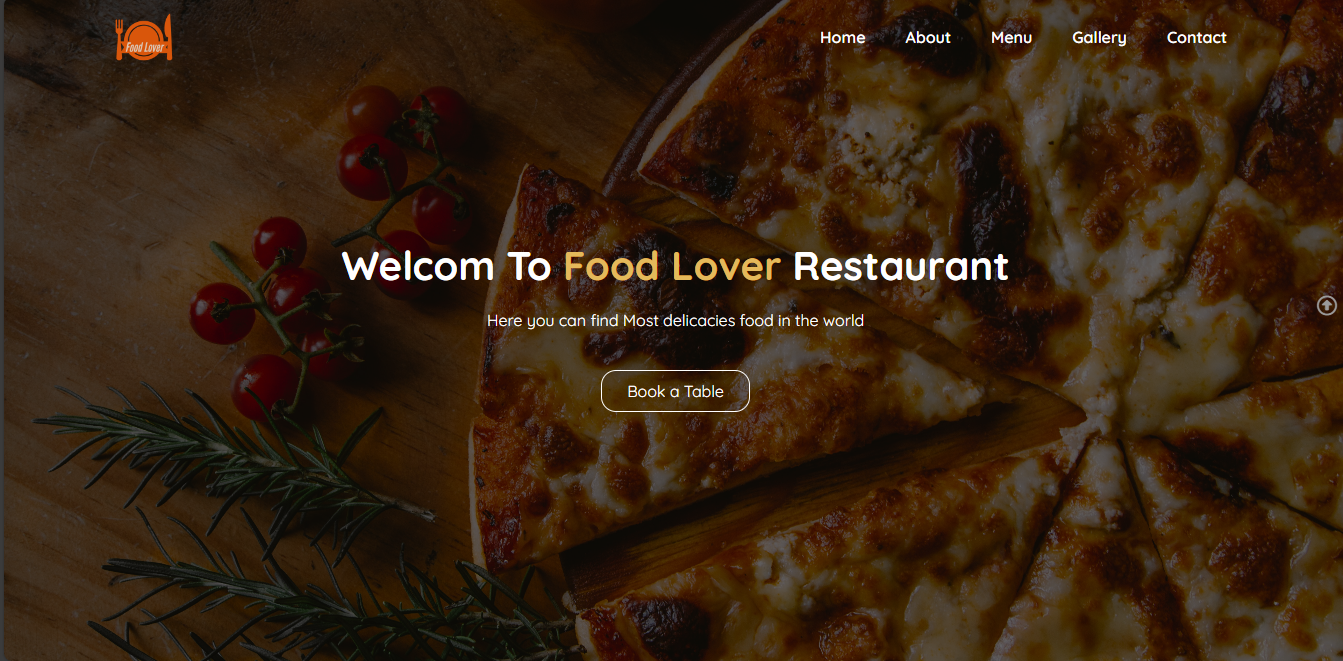 Food Lover
Home About Menu Gallery Contact
Welcom To Food Lover Restaurant
Here you can find Most delicacies food in the world
Book a Table